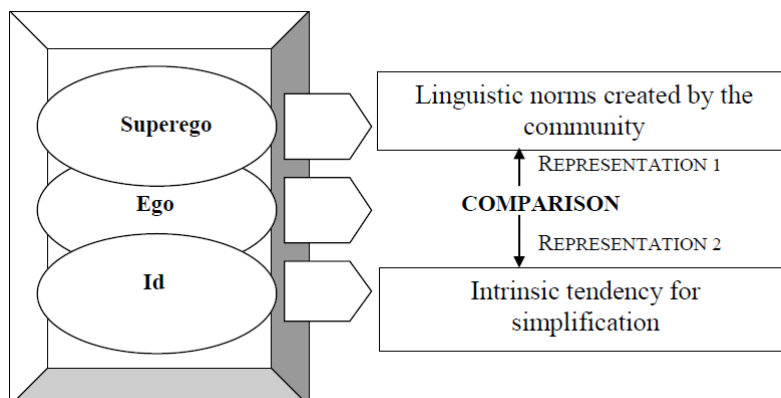 Superego
Linguistic norms created by the
community
REPRESENTATION 1
Ego
COMPARISON
REPRESENTATION 2
Id
Intrinsic tendency for
simplification